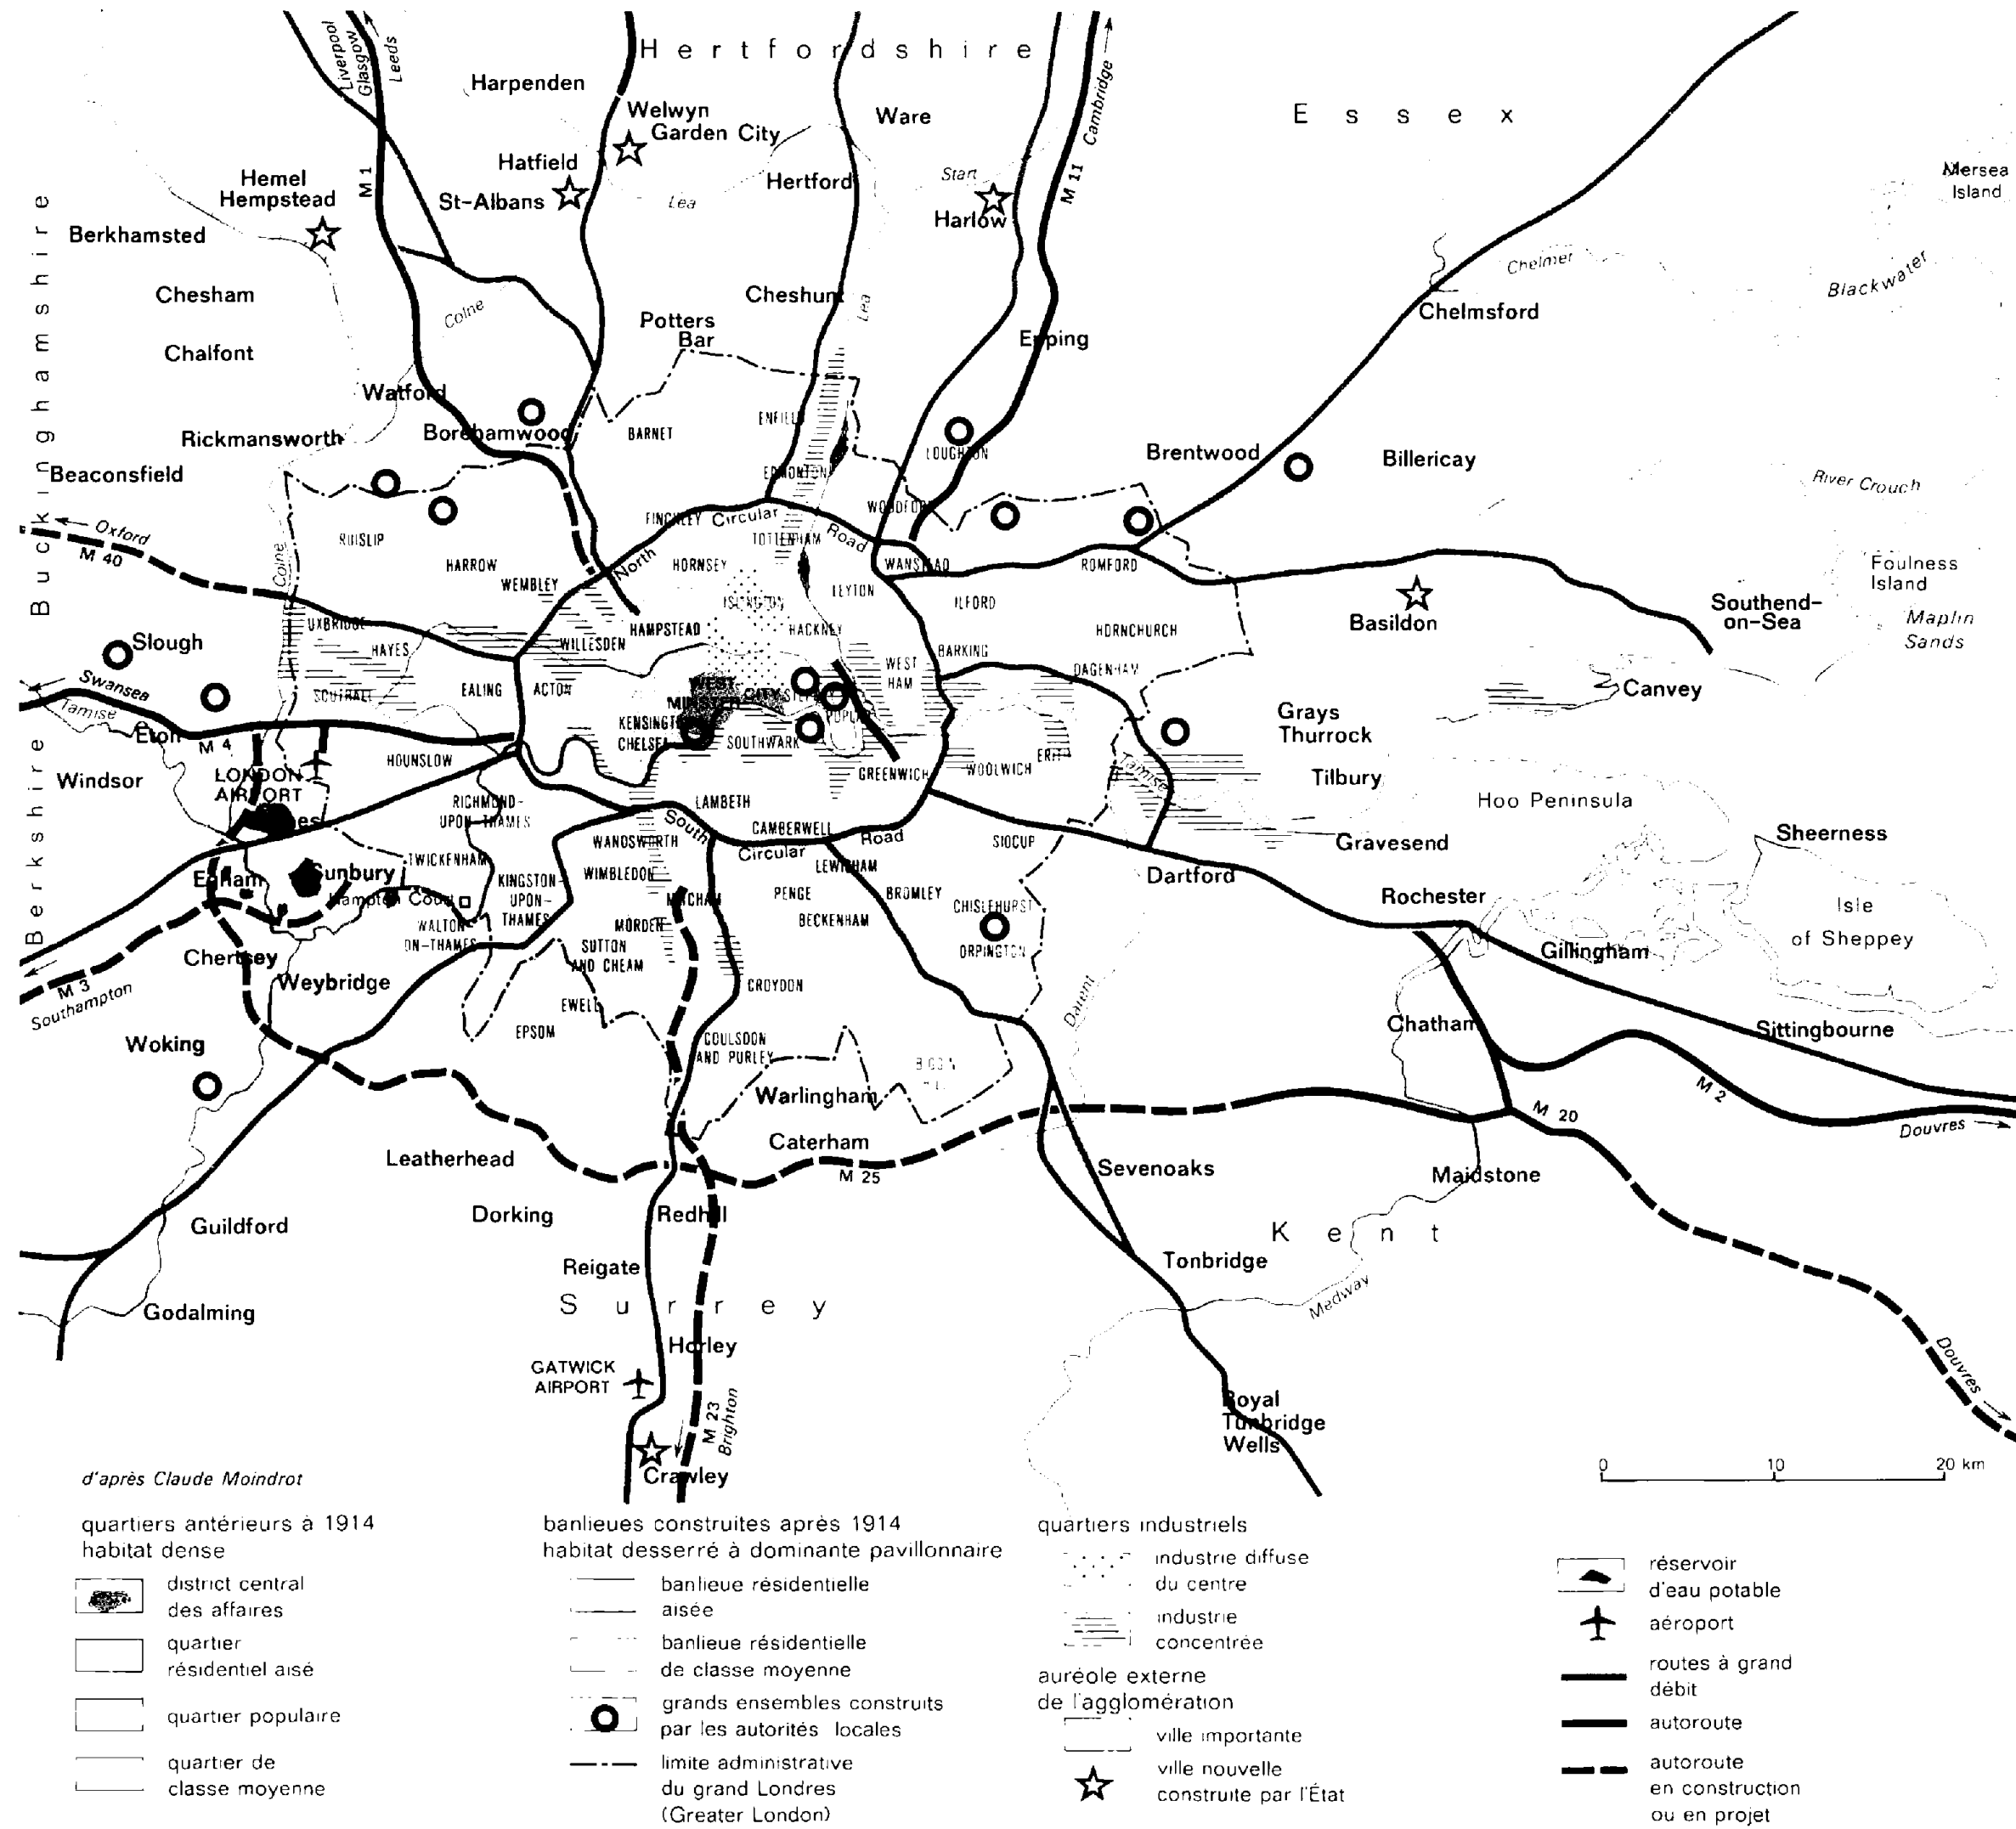 Hertfordshire
Essex
Buckinghamshire
Berkshire
Surrey
Kent
Liverpool
Glasgow
Leeds
Cambridge
Harpenden
Welwyn
Garden City
Ware
Hatfield
St-Albans
Hertford
Start
Harlow
M 1
M 11
Lea
Hemel
Hempstead
Berkhamsted
Chesham
Chalfont
Colne
Potters
Bar
Cheshunt
Lea
Epping
Mersea
Island
Chelmer
Blackwater
Chelmsford
Watford
Rickmansworth
Borehamwood
BARNET
ENFIELD
EDMONTON
LOUGHTON
WOODFORD
Brentwood
Billericay
River Crouch
Beaconsfield
Oxford
M 40
Colne
RUISLIP
HARROW
WEMBLEY
FINCHLEY
North
Circular
Road
TOTTENHAM
HORNSEY
WANSTEAD
ROMFORD
LEYTON
ISLINGTON
ILFORD
HORNCHURCH
Foulness
Island
Maplin
Sands
Southend-
on-Sea
Basildon
Canvey
Slough
UXBRIDGE
HAYES
SOUTHALL
EALING
ACTON
WILLESDEN
HAMPSTEAD
HACKNEY
WEST
HAM
BARKING
DAGENHAM
WEST
MINSTER
CITY
STEPNEY
POPLAR
KENSINGTON
CHELSEA
SOUTHWARK
GREENWICH
WOOLWICH
ERITH
Swansea
Tamise
Eton
M 4
Windsor
LONDON
AIRPORT
HOUNSLOW
RICHMOND-
UPON-THAMES
LAMBETH
WANDSWORTH
South
Circular
Road
CAMBERWELL
LEWISHAM
SIDCUP
Tamise
Grays
Thurrock
Tilbury
Gravesend
Hoo Peninsula
Sheerness
Isle
of Sheppey
Dartford
Rochester
Gillingham
Chatham
Sittingbourne
Egham
Sunbury
Hampton Court
TWICKENHAM
KINGSTON-
UPON-
THAMES
WIMBLEDON
MITCHAM
MORDEN
PENGE
BECKENHAM
BROMLEY
CHISLEHURST
ORPINGTON
WALTON-
ON-THAMES
SUTTON
AND CHEAM
EWELL
EPSOM
CROYDON
COULSDON
AND PURLEY
Darent
Chertsey
Weybridge
M 3
Southampton
Woking
Warlingham
Caterham
M 25
Leatherhead
Sevenoaks
Maidstone
M 20
M 2
Douvres
Douvres
Guildford
Dorking
Redhill
Reigate
Godalming
Tonbridge
Medway
Horley
GATWICK
AIRPORT
M 23
Brighton
Crawley
Royal
Tunbridge
Wells
0 10 20 km
d'après Claude Moindrot
quartiers antérieurs à 1914
habitat dense
district central
des affaires
quartier
résidentiel aisé
quartier populaire
quartier de
classe moyenne
banlieues construites après 1914
habitat desserré à dominante pavillonnaire
banlieue résidentielle
aisée
banlieue résidentielle
de classe moyenne
grands ensembles construits
par les autorités locales
limite administrative
du grand Londres
(Greater London)
quartiers industriels
industrie diffuse
du centre
industrie
concentrée
auréole externe
de l'agglomération
ville importante
ville nouvelle
construite par l'État
réservoir
d'eau potable
aéroport
routes à grand
débit
autoroute
autoroute
en construction
ou en projet